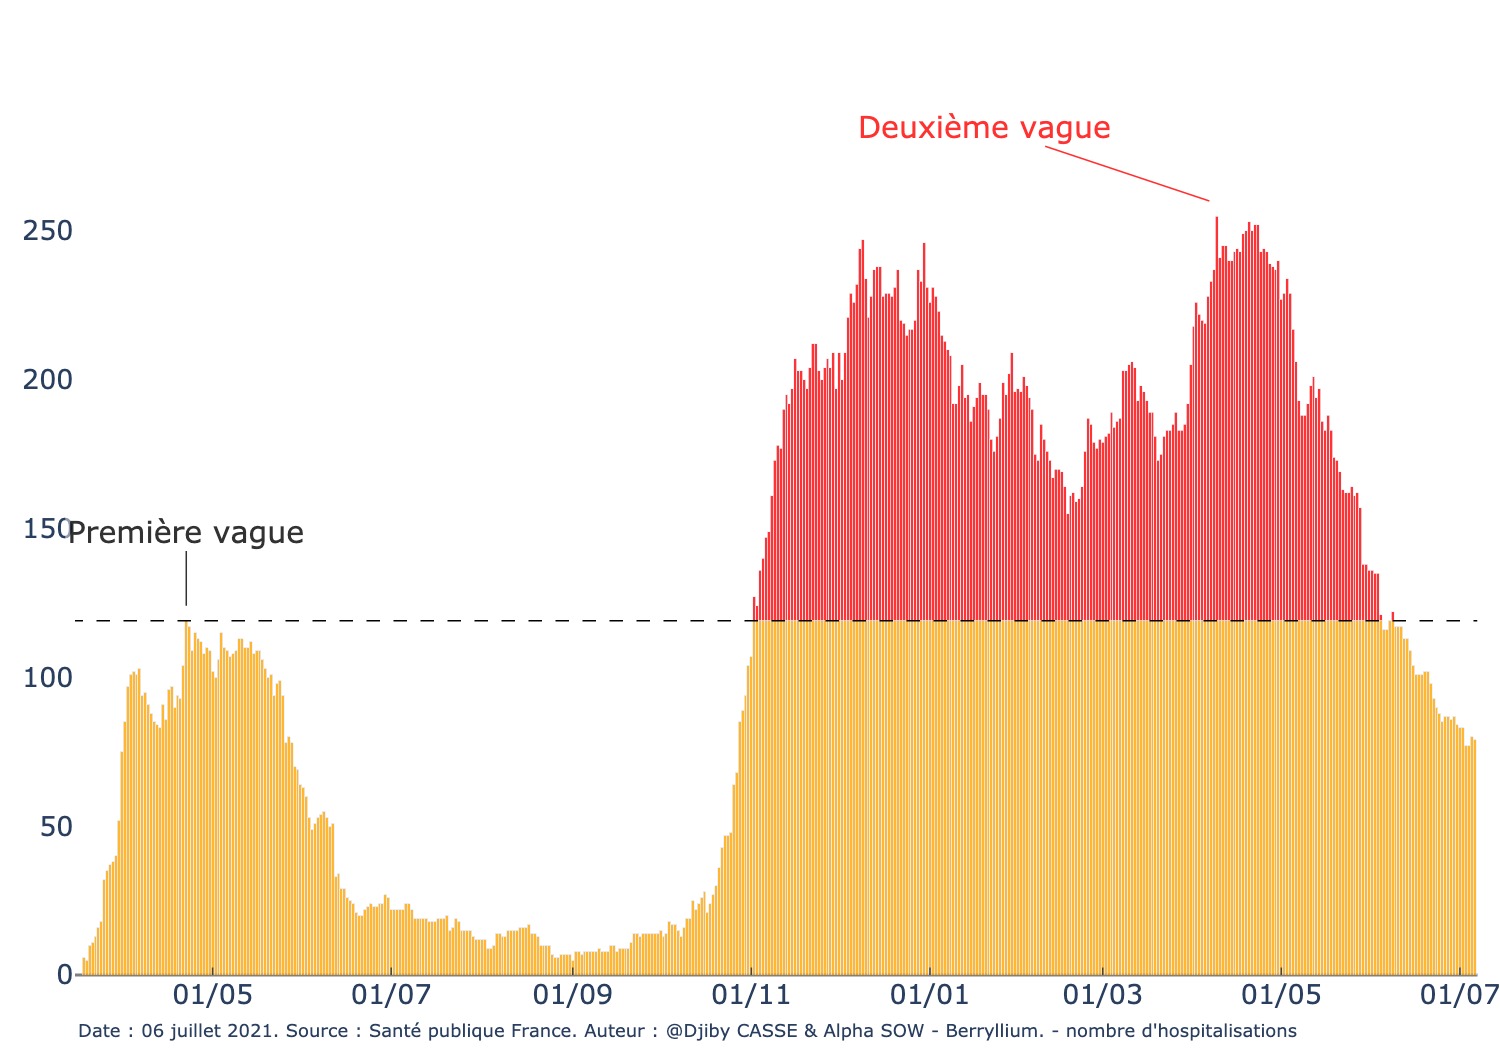 Deuxième vague
250
200
150
Première vague
100
50
0
01/05 01/07 01/09 01/11 01/01 01/03 01/05 01/07
Date : 06 juillet 2021. Source : Santé publique France. Auteur : @Djiby CASSE & Alpha SOW - Berryllium. - nombre d'hospitalisations